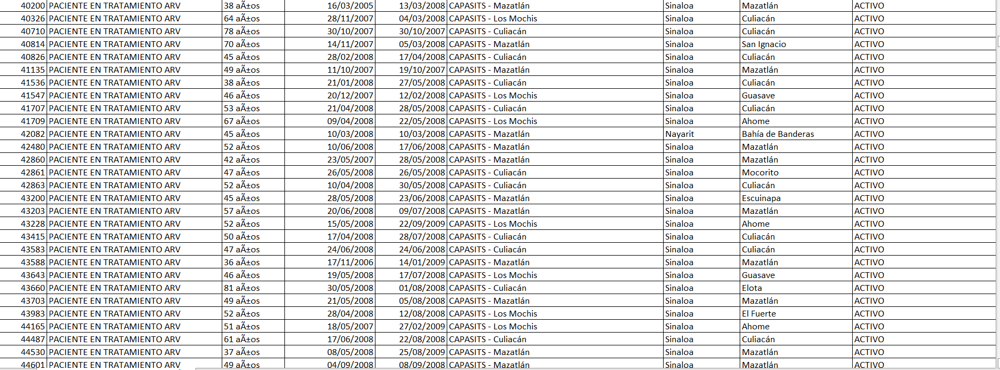 40200 PACIENTE EN TRATAMIENTO ARV 38 aÃ±os 16/03/2005 13/03/2008 CAPASITS - Mazatlán Sinaloa Mazatlán ACTIVO
40326 PACIENTE EN TRATAMIENTO ARV 64 aÃ±os 28/11/2007 04/03/2008 CAPASITS - Los Mochis Sinaloa Culiacán ACTIVO
40710 PACIENTE EN TRATAMIENTO ARV 78 aÃ±os 30/10/2007 30/10/2007 CAPASITS - Culiacán Sinaloa Culiacán ACTIVO
40814 PACIENTE EN TRATAMIENTO ARV 70 aÃ±os 14/11/2007 05/03/2008 CAPASITS - Mazatlán Sinaloa San Ignacio ACTIVO
40826 PACIENTE EN TRATAMIENTO ARV 45 aÃ±os 28/02/2008 17/04/2008 CAPASITS - Culiacán Sinaloa Culiacán ACTIVO
41135 PACIENTE EN TRATAMIENTO ARV 49 aÃ±os 11/10/2007 19/10/2007 CAPASITS - Mazatlán Sinaloa Mazatlán ACTIVO
41536 PACIENTE EN TRATAMIENTO ARV 38 aÃ±os 21/01/2008 27/05/2008 CAPASITS - Culiacán Sinaloa Culiacán ACTIVO
41547 PACIENTE EN TRATAMIENTO ARV 46 aÃ±os 20/12/2007 12/02/2008 CAPASITS - Los Mochis Sinaloa Guasave ACTIVO
41707 PACIENTE EN TRATAMIENTO ARV 53 aÃ±os 21/04/2008 28/05/2008 CAPASITS - Culiacán Sinaloa Culiacán ACTIVO
41709 PACIENTE EN TRATAMIENTO ARV 67 aÃ±os 09/04/2008 22/05/2008 CAPASITS - Los Mochis Sinaloa Ahome ACTIVO
42082 PACIENTE EN TRATAMIENTO ARV 45 aÃ±os 10/03/2008 10/03/2008 CAPASITS - Mazatlán Nayarit Bahía de Banderas ACTIVO
42480 PACIENTE EN TRATAMIENTO ARV 52 aÃ±os 10/06/2008 17/06/2008 CAPASITS - Mazatlán Sinaloa Mazatlán ACTIVO
42860 PACIENTE EN TRATAMIENTO ARV 42 aÃ±os 23/05/2007 28/05/2008 CAPASITS - Mazatlán Sinaloa Mazatlán ACTIVO
42861 PACIENTE EN TRATAMIENTO ARV 47 aÃ±os 26/05/2008 26/05/2008 CAPASITS - Culiacán Sinaloa Mocorito ACTIVO
42863 PACIENTE EN TRATAMIENTO ARV 52 aÃ±os 10/04/2008 30/05/2008 CAPASITS - Culiacán Sinaloa Culiacán ACTIVO
43200 PACIENTE EN TRATAMIENTO ARV 45 aÃ±os 28/05/2008 23/06/2008 CAPASITS - Mazatlán Sinaloa Escuinapa ACTIVO
43203 PACIENTE EN TRATAMIENTO ARV 57 aÃ±os 20/06/2008 09/07/2008 CAPASITS - Mazatlán Sinaloa Mazatlán ACTIVO
43228 PACIENTE EN TRATAMIENTO ARV 52 aÃ±os 15/05/2008 22/09/2009 CAPASITS - Los Mochis Sinaloa Ahome ACTIVO
43415 PACIENTE EN TRATAMIENTO ARV 50 aÃ±os 17/04/2008 28/07/2008 CAPASITS - Culiacán Sinaloa Culiacán ACTIVO
43583 PACIENTE EN TRATAMIENTO ARV 47 aÃ±os 24/06/2008 24/06/2008 CAPASITS - Culiacán Sinaloa Culiacán ACTIVO
43588 PACIENTE EN TRATAMIENTO ARV 36 aÃ±os 17/11/2006 14/01/2009 CAPASITS - Mazatlán Sinaloa Mazatlán ACTIVO
43643 PACIENTE EN TRATAMIENTO ARV 46 aÃ±os 19/05/2008 17/07/2008 CAPASITS - Los Mochis Sinaloa Guasave ACTIVO
43660 PACIENTE EN TRATAMIENTO ARV 81 aÃ±os 30/05/2008 01/08/2008 CAPASITS - Culiacán Sinaloa Elota ACTIVO
43703 PACIENTE EN TRATAMIENTO ARV 49 aÃ±os 21/05/2008 05/08/2008 CAPASITS - Mazatlán Sinaloa Mazatlán ACTIVO
43983 PACIENTE EN TRATAMIENTO ARV 52 aÃ±os 28/04/2008 12/08/2008 CAPASITS - Los Mochis Sinaloa El Fuerte ACTIVO
44165 PACIENTE EN TRATAMIENTO ARV 51 aÃ±os 18/05/2007 27/02/2009 CAPASITS - Los Mochis Sinaloa Ahome ACTIVO
44487 PACIENTE EN TRATAMIENTO ARV 61 aÃ±os 17/06/2008 22/08/2008 CAPASITS - Culiacán Sinaloa Culiacán ACTIVO
44530 PACIENTE EN TRATAMIENTO ARV 37 aÃ±os 08/05/2008 25/08/2009 CAPASITS - Mazatlán Sinaloa Mazatlán ACTIVO
44601 PACIENTE EN TRATAMIENTO ARV 49 aÃ±os 04/09/2008 08/09/2008 CAPASITS - Mazatlán Sinaloa Mazatlán ACTIVO